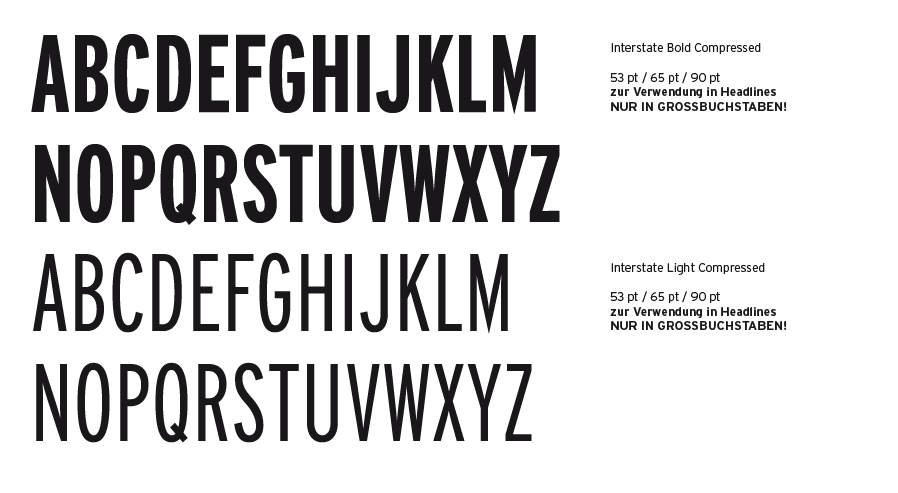 ABCDEFGHIJKLM
NOPQRSTUVWXYZ
Interstate Bold Compressed
53 pt / 65 pt / 90 pt
zur Verwendung in Headlines
NUR IN GROSSBUCHSTABEN!
ABCDEFGHIJKLM
NOPQRSTUVWXYZ
Interstate Light Compressed
53 pt / 65 pt / 90 pt
zur Verwendung in Headlines
NUR IN GROSSBUCHSTABEN!